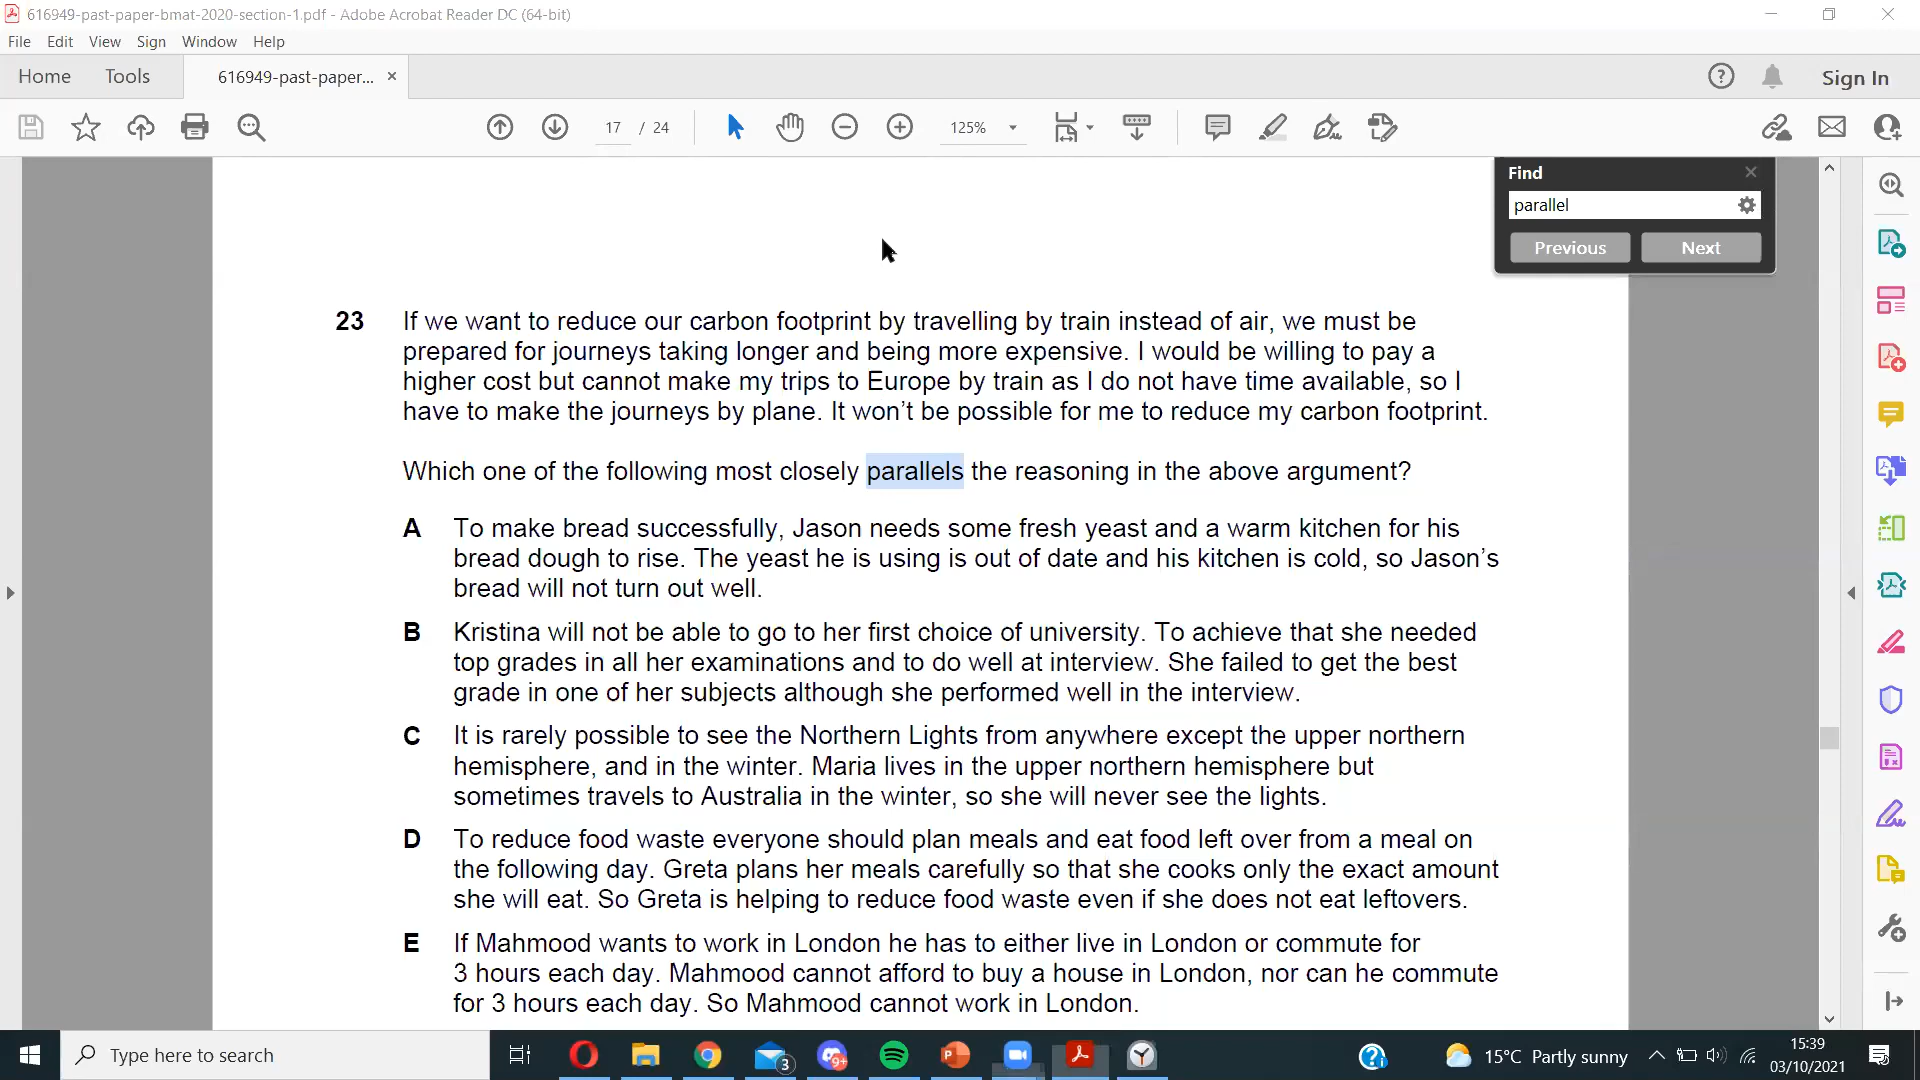 616949-past-paper-bmat-2020-section-1.pdf - Adobe Acrobat Reader DC (64-bit)
File Edit View Sign Window Help
Home Tools 616949-past-paper... × Sign In
17 / 24 125%
Find
parallel
Previous Next
23 If we want to reduce our carbon footprint by travelling by train instead of air, we must be
prepared for journeys taking longer and being more expensive. I would be willing to pay a
higher cost but cannot make my trips to Europe by train as I do not have time available, so I
have to make the journeys by plane. It won't be possible for me to reduce my carbon footprint.
Which one of the following most closely parallels the reasoning in the above argument?
A To make bread successfully, Jason needs some fresh yeast and a warm kitchen for his
bread dough to rise. The yeast he is using is out of date and his kitchen is cold, so Jason's
bread will not turn out well.
B Kristina will not be able to go to her first choice of university. To achieve that she needed
top grades in all her examinations and to do well at interview. She failed to get the best
grade in one of her subjects although she performed well in the interview.
C It is rarely possible to see the Northern Lights from anywhere except the upper northern
hemisphere, and in the winter. Maria lives in the upper northern hemisphere but
sometimes travels to Australia in the winter, so she will never see the lights.
D To reduce food waste everyone should plan meals and eat food left over from a meal on
the following day. Greta plans her meals carefully so that she cooks only the exact amount
she will eat. So Greta is helping to reduce food waste even if she does not eat leftovers.
E If Mahmood wants to work in London he has to either live in London or commute for
3 hours each day. Mahmood cannot afford to buy a house in London, nor can he commute
for 3 hours each day. So Mahmood cannot work in London.
Type here to search 3 9+ 15°C Partly sunny 15:39
03/10/2021